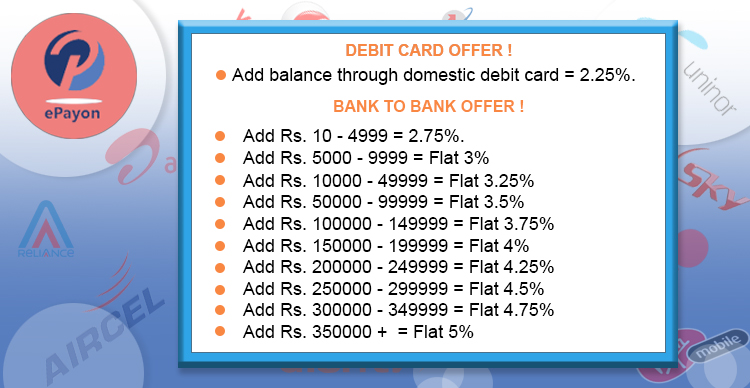 ePayon
DEBIT CARD OFFER !
Add balance through domestic debit card = 2.25%.
BANK TO BANK OFFER !
Add Rs. 10 - 4999 = 2.75%.
Add Rs. 5000 - 9999 = Flat 3%
Add Rs. 10000 - 49999 = Flat 3.25%
Add Rs. 50000 - 99999 = Flat 3.5%
Add Rs. 100000 - 149999 = Flat 3.75%
Add Rs. 150000 - 199999 = Flat 4%
Add Rs. 200000 - 249999 = Flat 4.25%
Add Rs. 250000 - 299999 = Flat 4.5%
Add Rs. 300000 - 349999 = Flat 4.75%
Add Rs. 350000 +  = Flat 5%
uninor
SKY
RELIANCE
AIRCEL
mobile